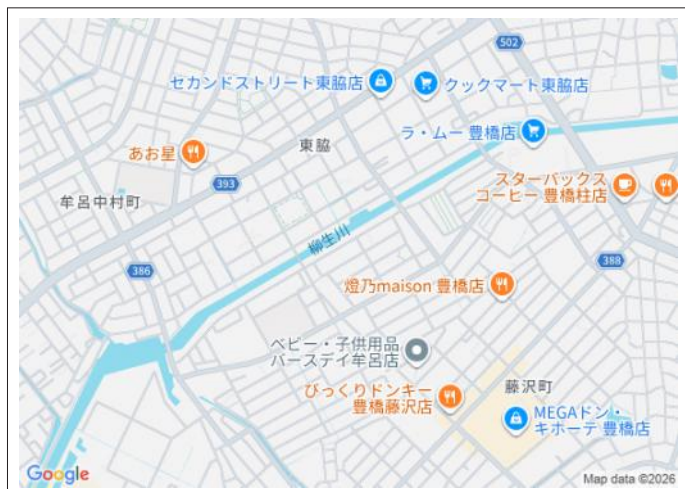 502
セカンドストリート東脇店
クックマート東脇店
ラ・ムー 豊橋店
東脇
あお星
スターバックス
コーヒー 豊橋柱店
393
牟呂中村町
柳生川
388
386
燈乃maison 豊橋店
ベビー・子供用品
バースデイ牟呂店
藤沢町
びっくりドンキー
豊橋藤沢店
MEGAドン・
キホーテ 豊橋店
Google
Map data ©2026